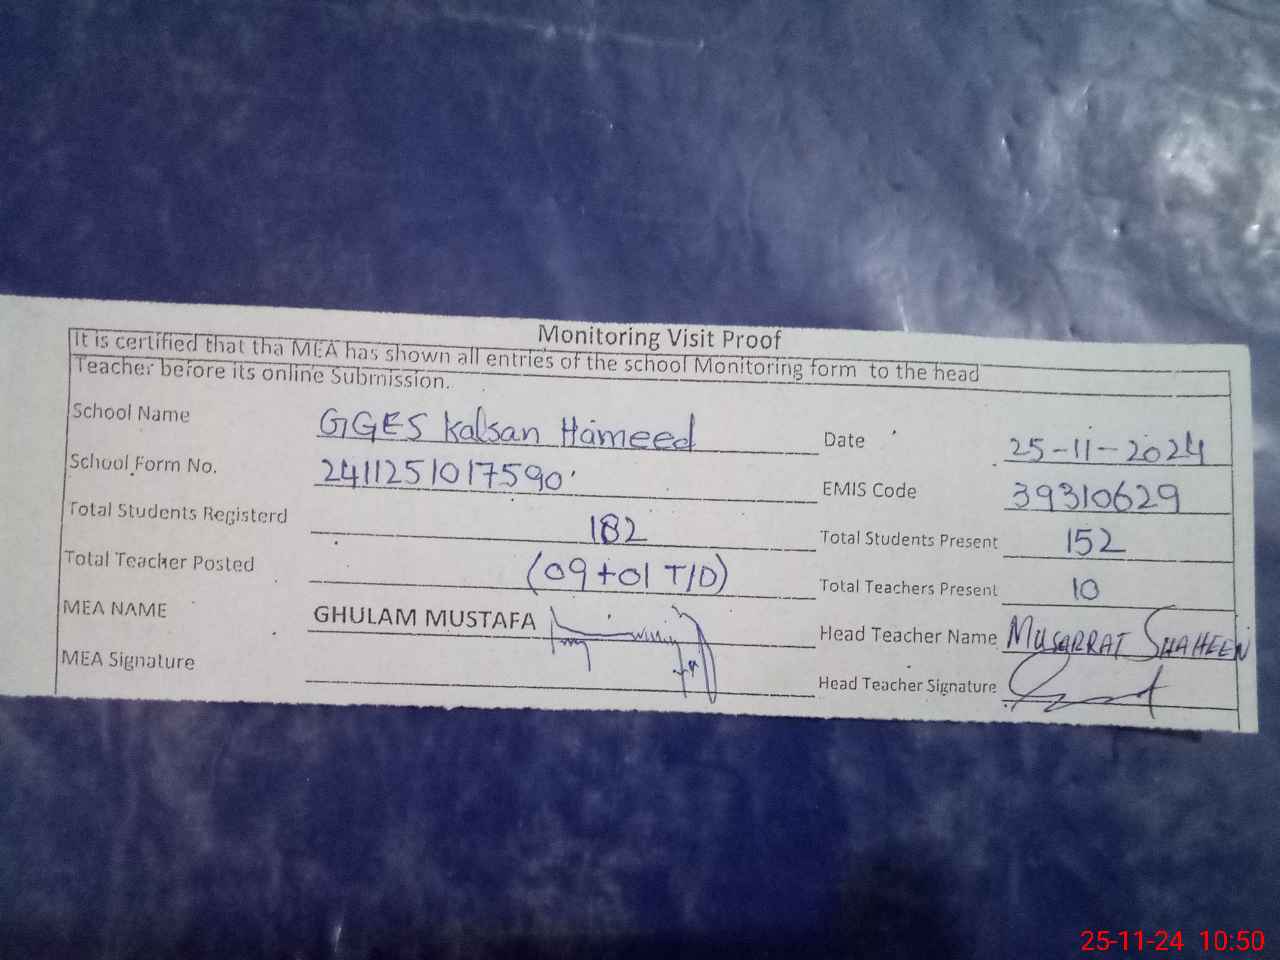 Monitoring Visit Proof
It is certified that tha MEA has shown all entries of the school Monitoring form to the head
Teacher before its online Submission.
School Name GGES Kalsan Hameed Date 25-11-2024
School Form No. 2411251017590 EMIS Code 39310629
Total Students Registerd 182 Total Students Present 152
Total Teacher Posted (09+01 T/D) Total Teachers Present 10
MEA NAME GHULAM MUSTAFA Head Teacher Name MUSARRAT SHAHEEN
MEA Signature Head Teacher Signature
25-11-24 10:50